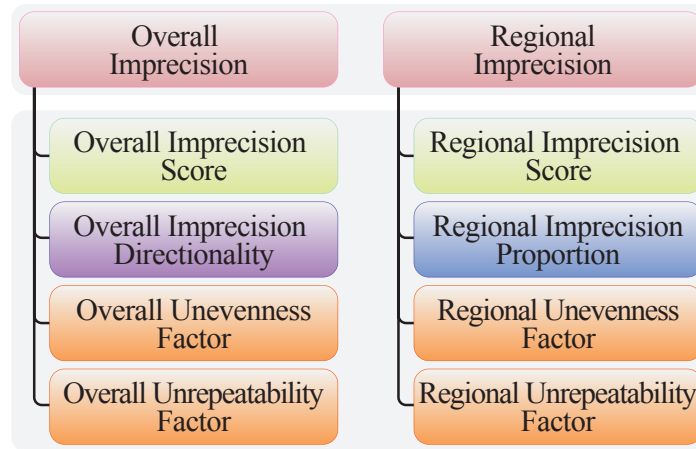 Overall
Imprecision
Overall Imprecision
Score
Overall Imprecision
Directionality
Overall Unevenness
Factor
Overall Unrepeatability
Factor
Regional
Imprecision
Regional Imprecision
Score
Regional Imprecision
Proportion
Regional Unevenness
Factor
Regional Unrepeatability
Factor